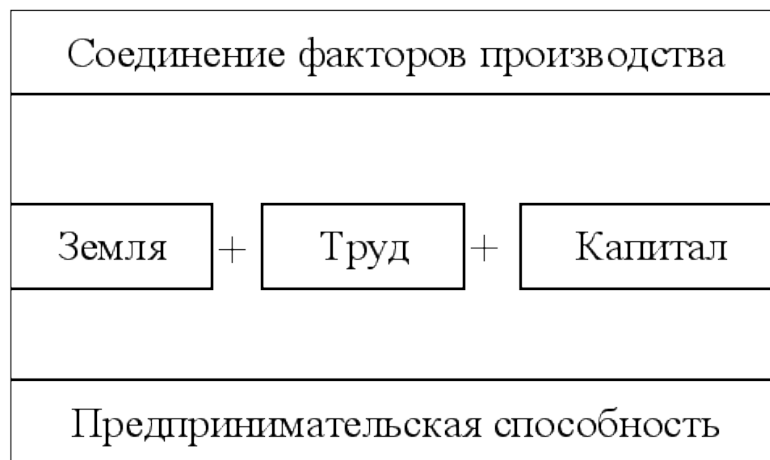 Соединение факторов производства
Земля + Труд + Капитал
Предпринимательская способность